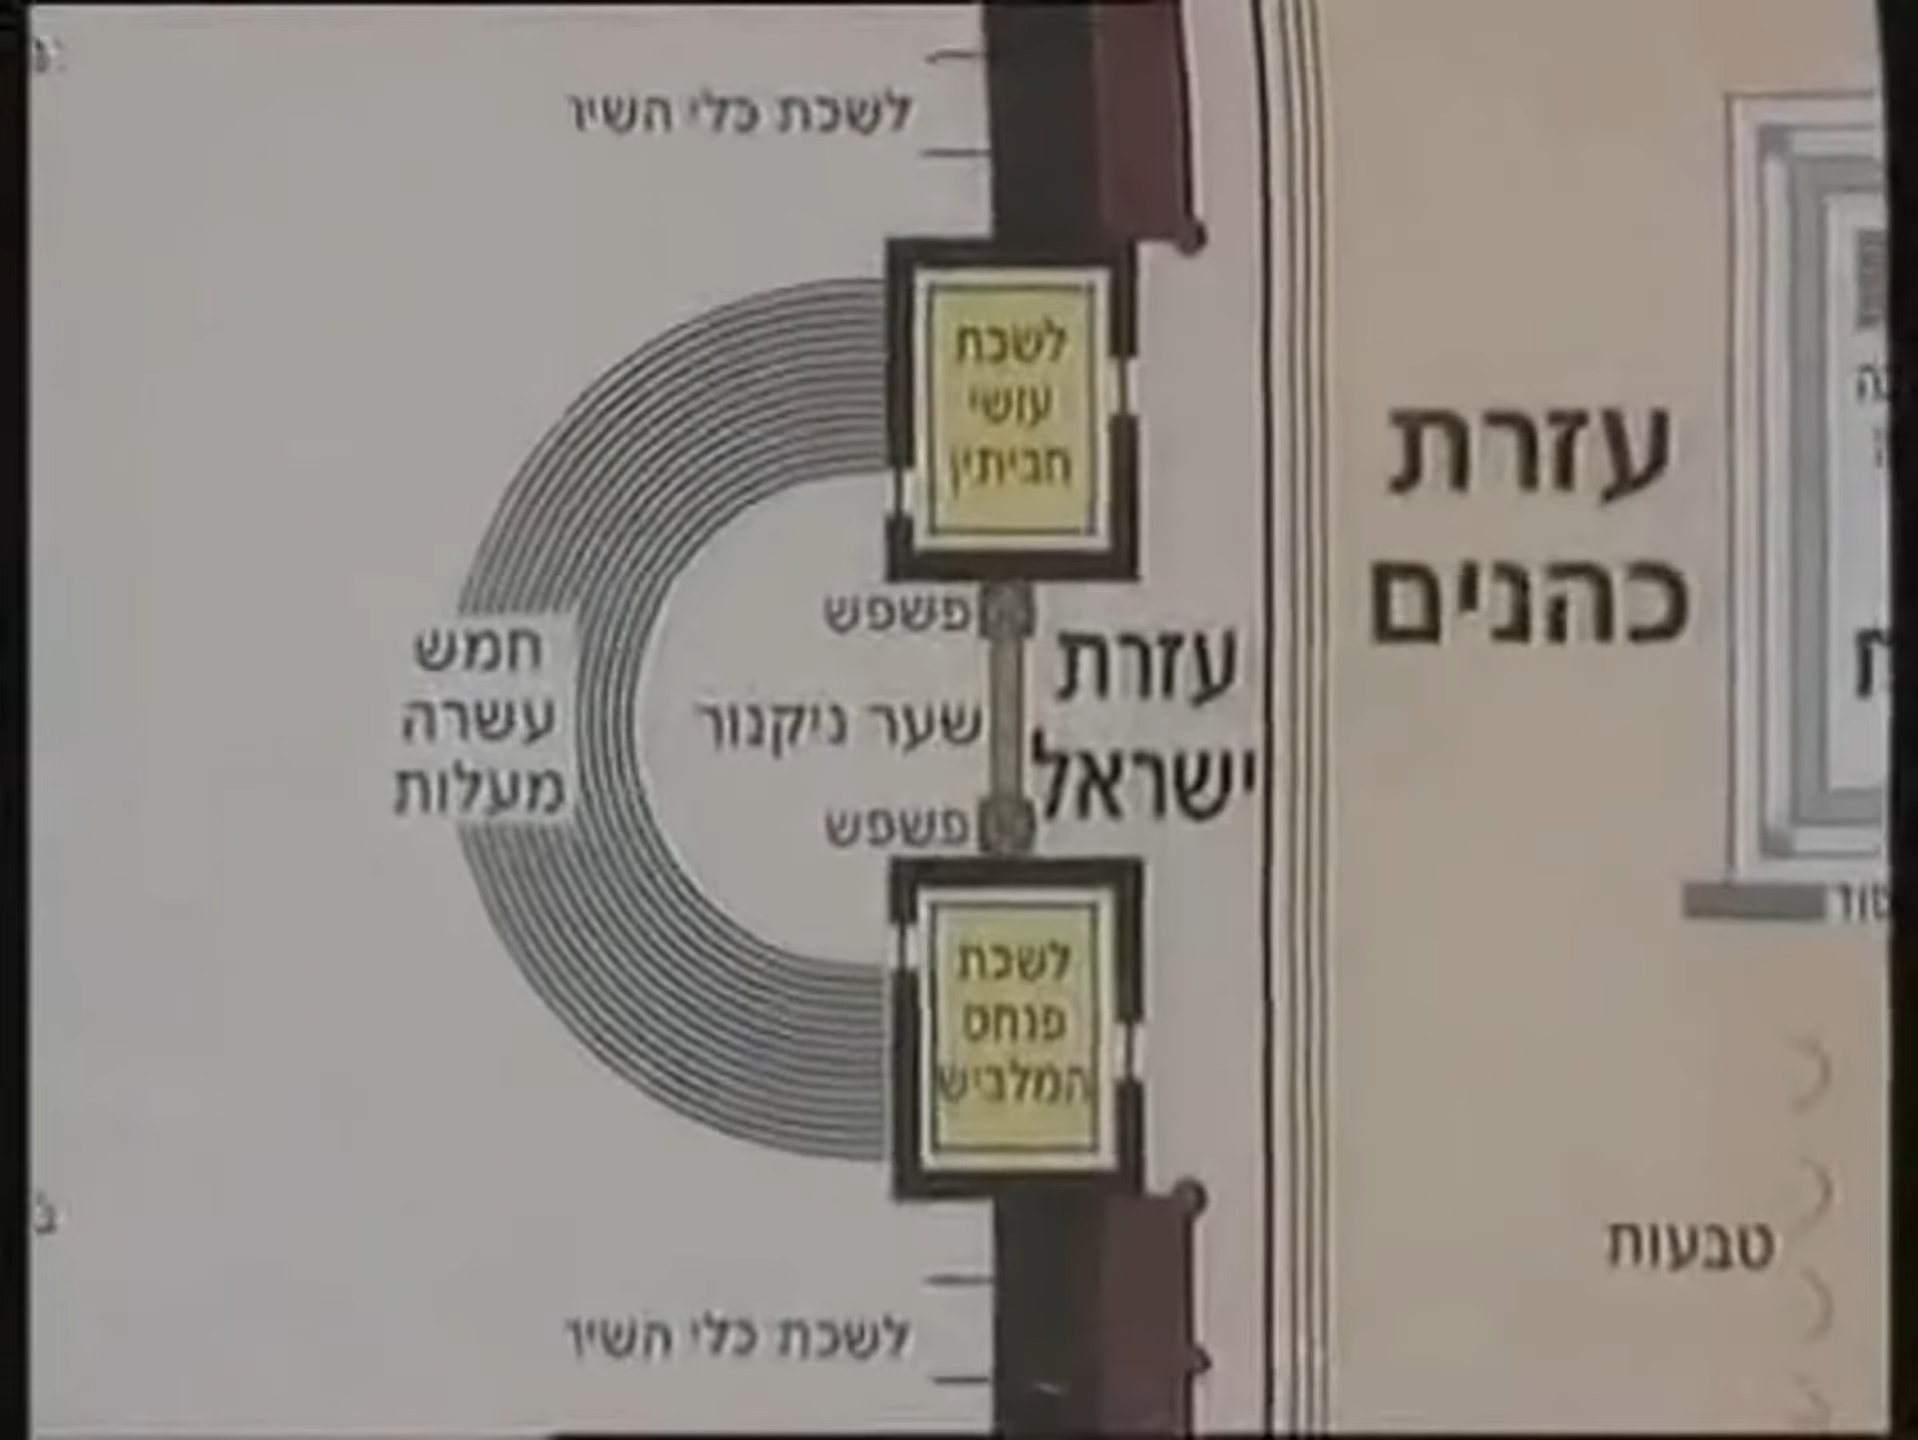 לשכת כלי השיר
לשכת
עושי
חביתין
עזרת
כהנים
פשפש
עזרת
ישראל
שער ניקנור
חמש
עשרה
מעלות
פשפש
לשכת
פנחס
המלביש
טבעות
לשכת כלי השיר